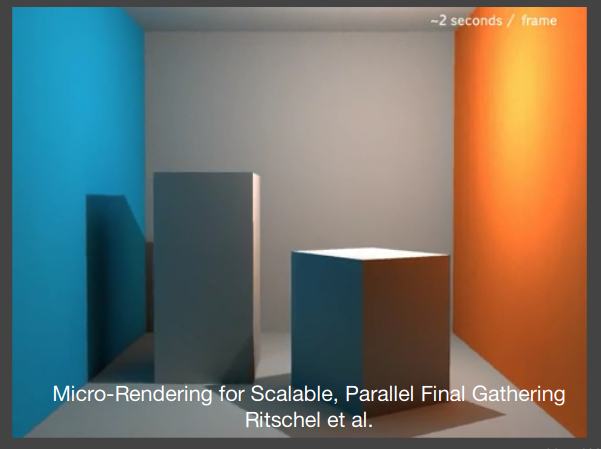 ~2 seconds / frame
Micro-Rendering for Scalable, Parallel Final Gathering
Ritschel et al.